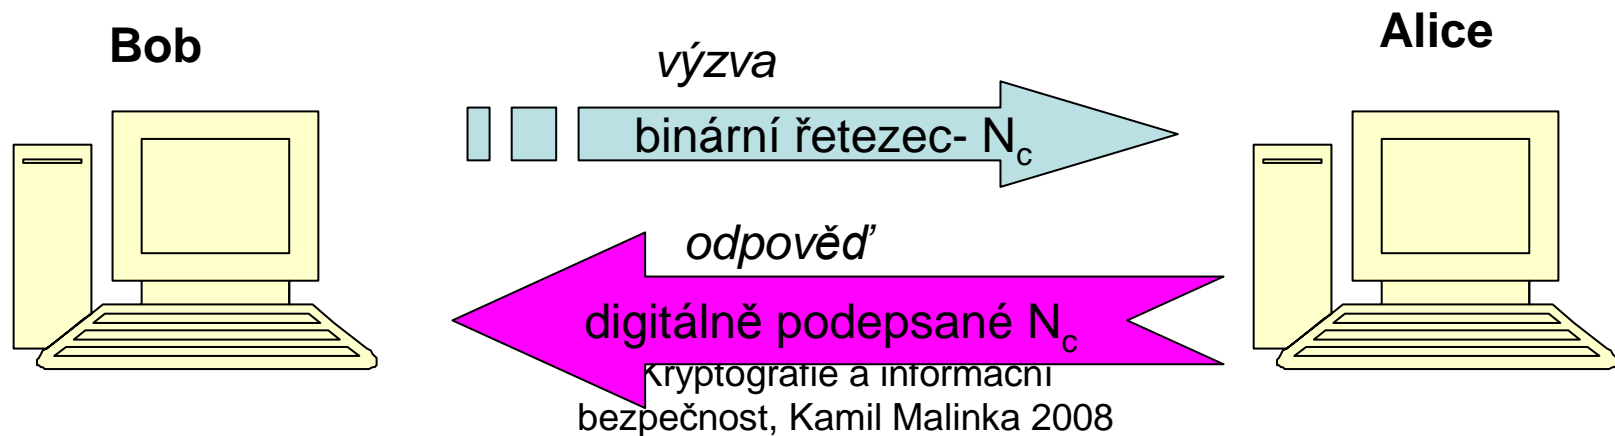 Bob
Alice
výzva
binární řetezec- Nc
odpověď
digitálně podepsané Nc
Kryptografie a informační
bezpečnost, Kamil Malinka 2008